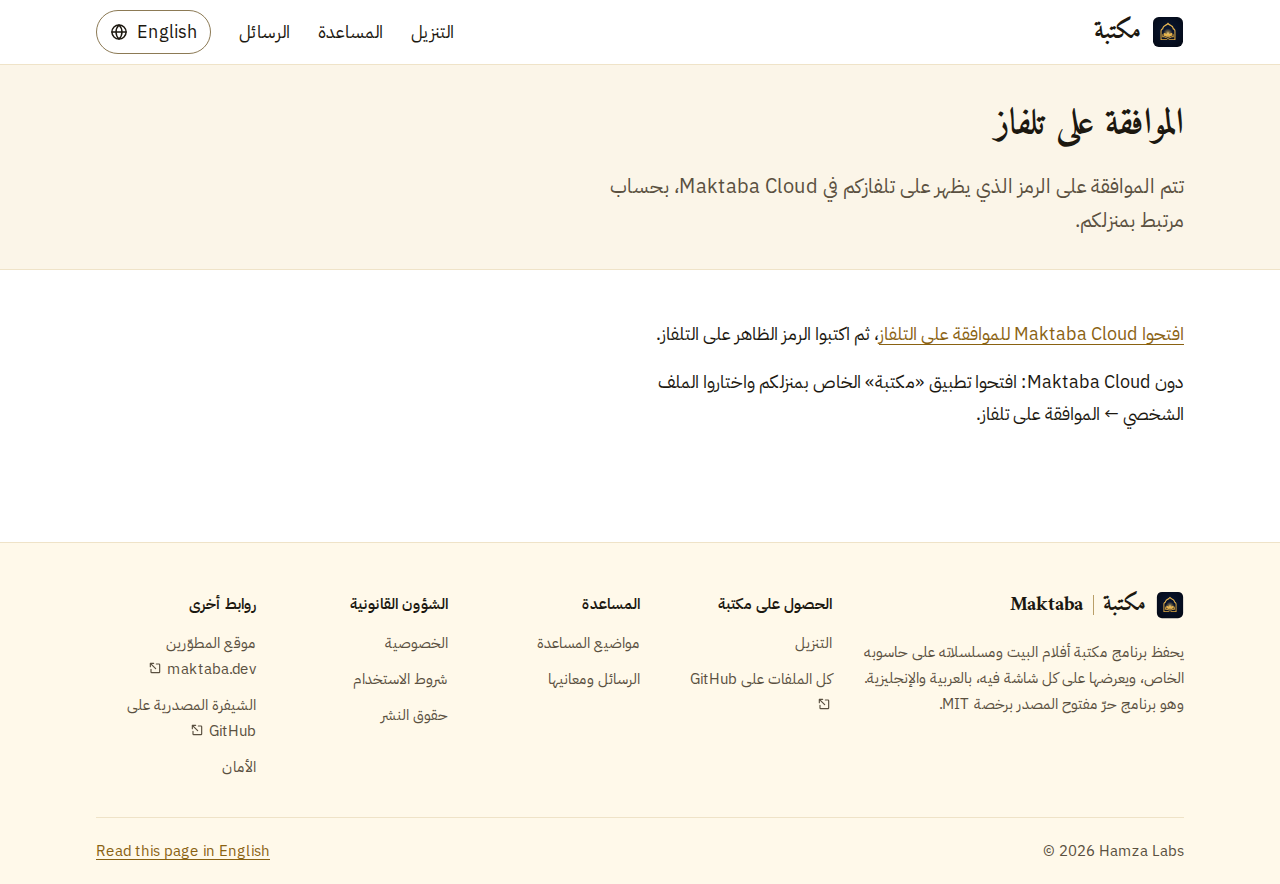 مكتبة
التنزيل
المساعدة
الرسائل
English
الموافقة على تلفاز
تتم الموافقة على الرمز الذي يظهر على تلفازكم في Maktaba Cloud، بحساب
مرتبط بمنزلكم.
افتحوا Maktaba Cloud للموافقة على التلفاز، ثم اكتبوا الرمز الظاهر على التلفاز.
دون Maktaba Cloud: افتحوا تطبيق «مكتبة» الخاص بمنزلكم واختاروا الملف
الشخصي ← الموافقة على تلفاز.
مكتبة | Maktaba
يحفظ برنامج مكتبة أفلام البيت ومسلسلاته على حاسوبه
الخاص، ويعرضها على كل شاشة فيه، بالعربية والإنجليزية.
وهو برنامج حرّ مفتوح المصدر برخصة MIT.
الحصول على مكتبة
التنزيل
كل الملفات على GitHub
المساعدة
مواضيع المساعدة
الرسائل ومعانيها
الشؤون القانونية
الخصوصية
شروط الاستخدام
حقوق النشر
روابط أخرى
موقع المطوّرين
maktaba.dev
الشيفرة المصدرية على
GitHub
الأمان
© 2026 Hamza Labs
Read this page in English